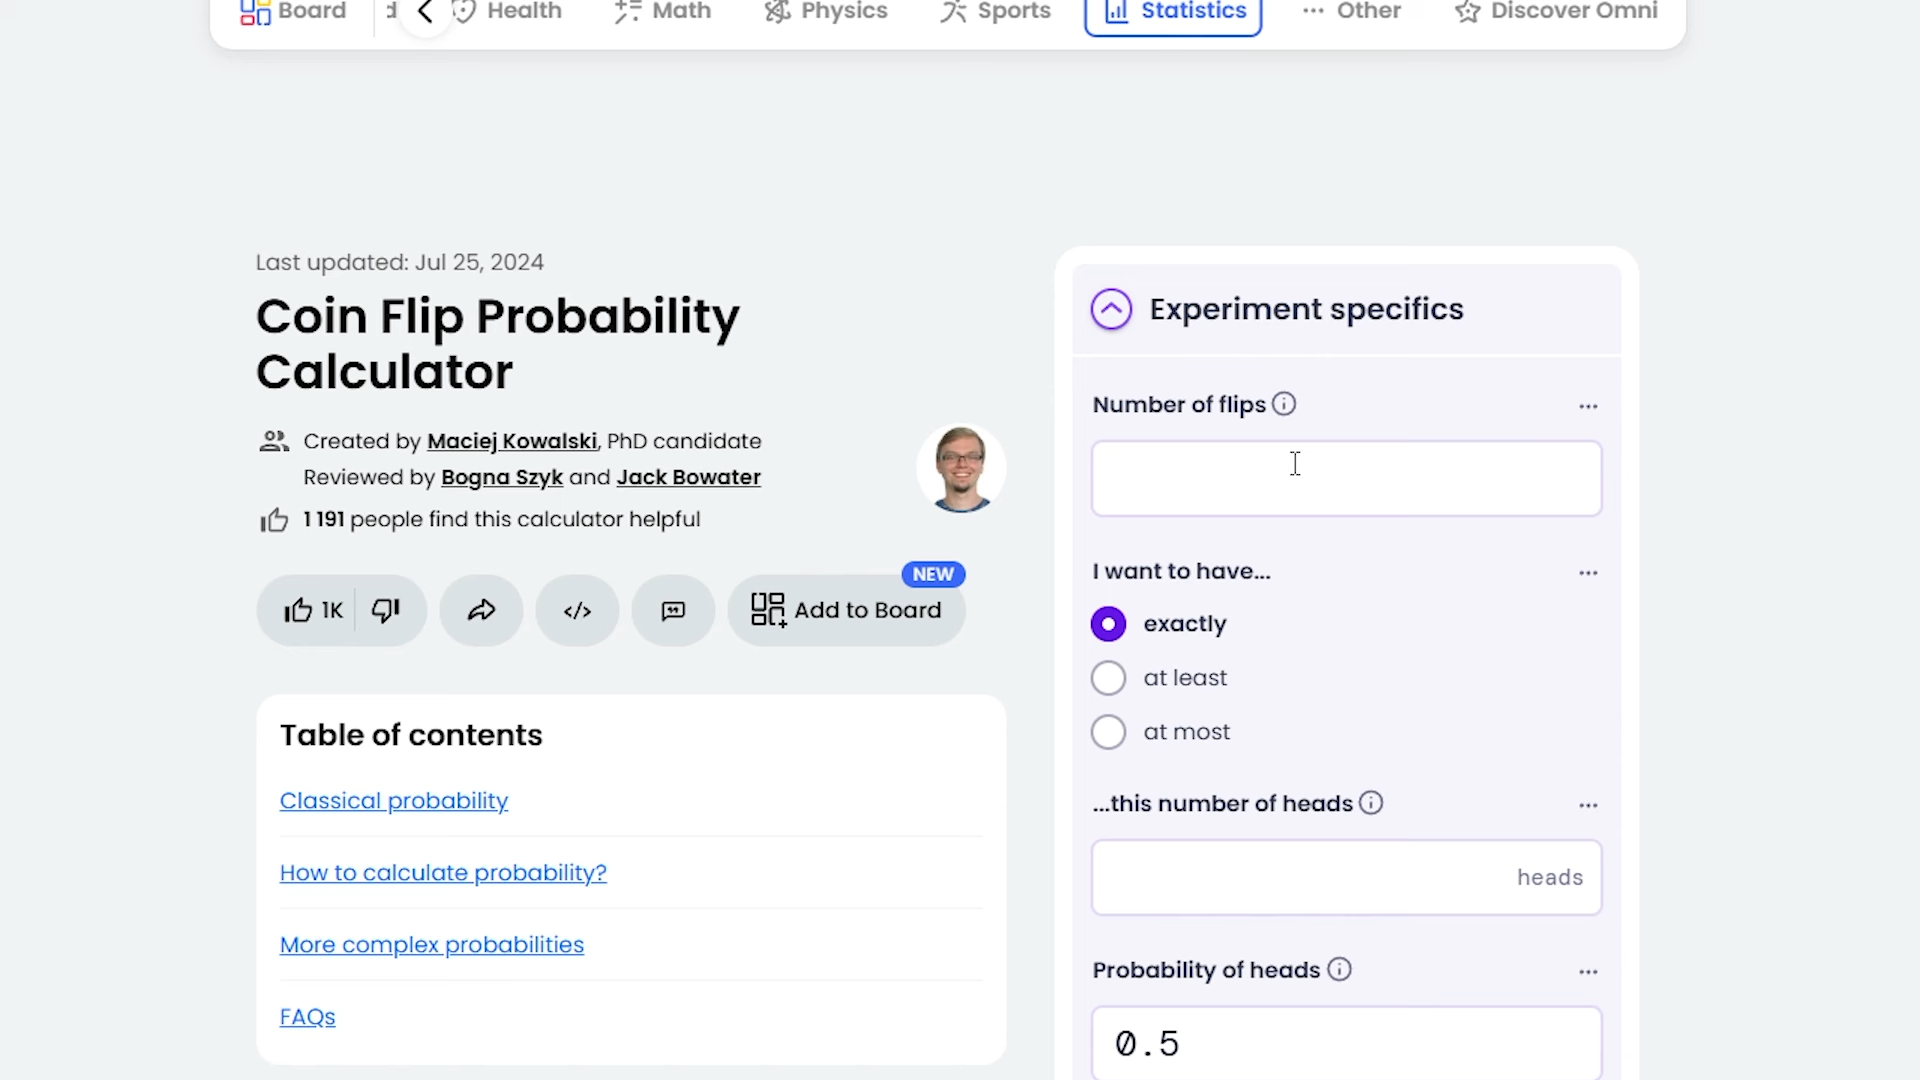 Board
d
Health
Math
Physics
Sports
Statistics
Other
Discover Omni
Last updated: Jul 25, 2024
Coin Flip Probability
Calculator
Created by Maciej Kowalski, PhD candidate
Reviewed by Bogna Szyk and Jack Bowater
1 191 people find this calculator helpful
1K
</>
Add to Board
NEW
Table of contents
Classical probability
How to calculate probability?
More complex probabilities
FAQs
Experiment specifics
Number of flips
I want to have...
exactly
at least
at most
...this number of heads
heads
Probability of heads
0.5